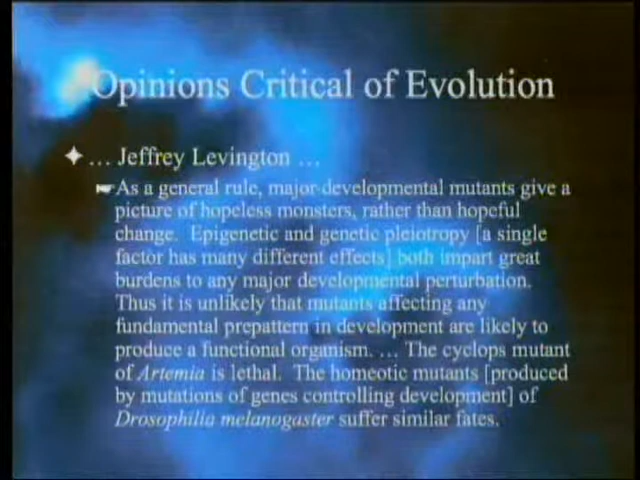 Opinions Critical of Evolution
… Jeffrey Levington …
As a general rule, major developmental mutants give a
picture of hopeless monsters, rather than hopeful
change. Epigenetic and genetic pleiotropy [a single
factor has many different effects] both impart great
burdens to any major developmental perturbation.
Thus it is unlikely that mutants affecting any
fundamental prepattern in development are likely to
produce a functional organism. … The cyclops mutant
of Artemia is lethal. The homeotic mutants [produced
by mutations of genes controlling development] of
Drosophilia melanogaster suffer similar fates.